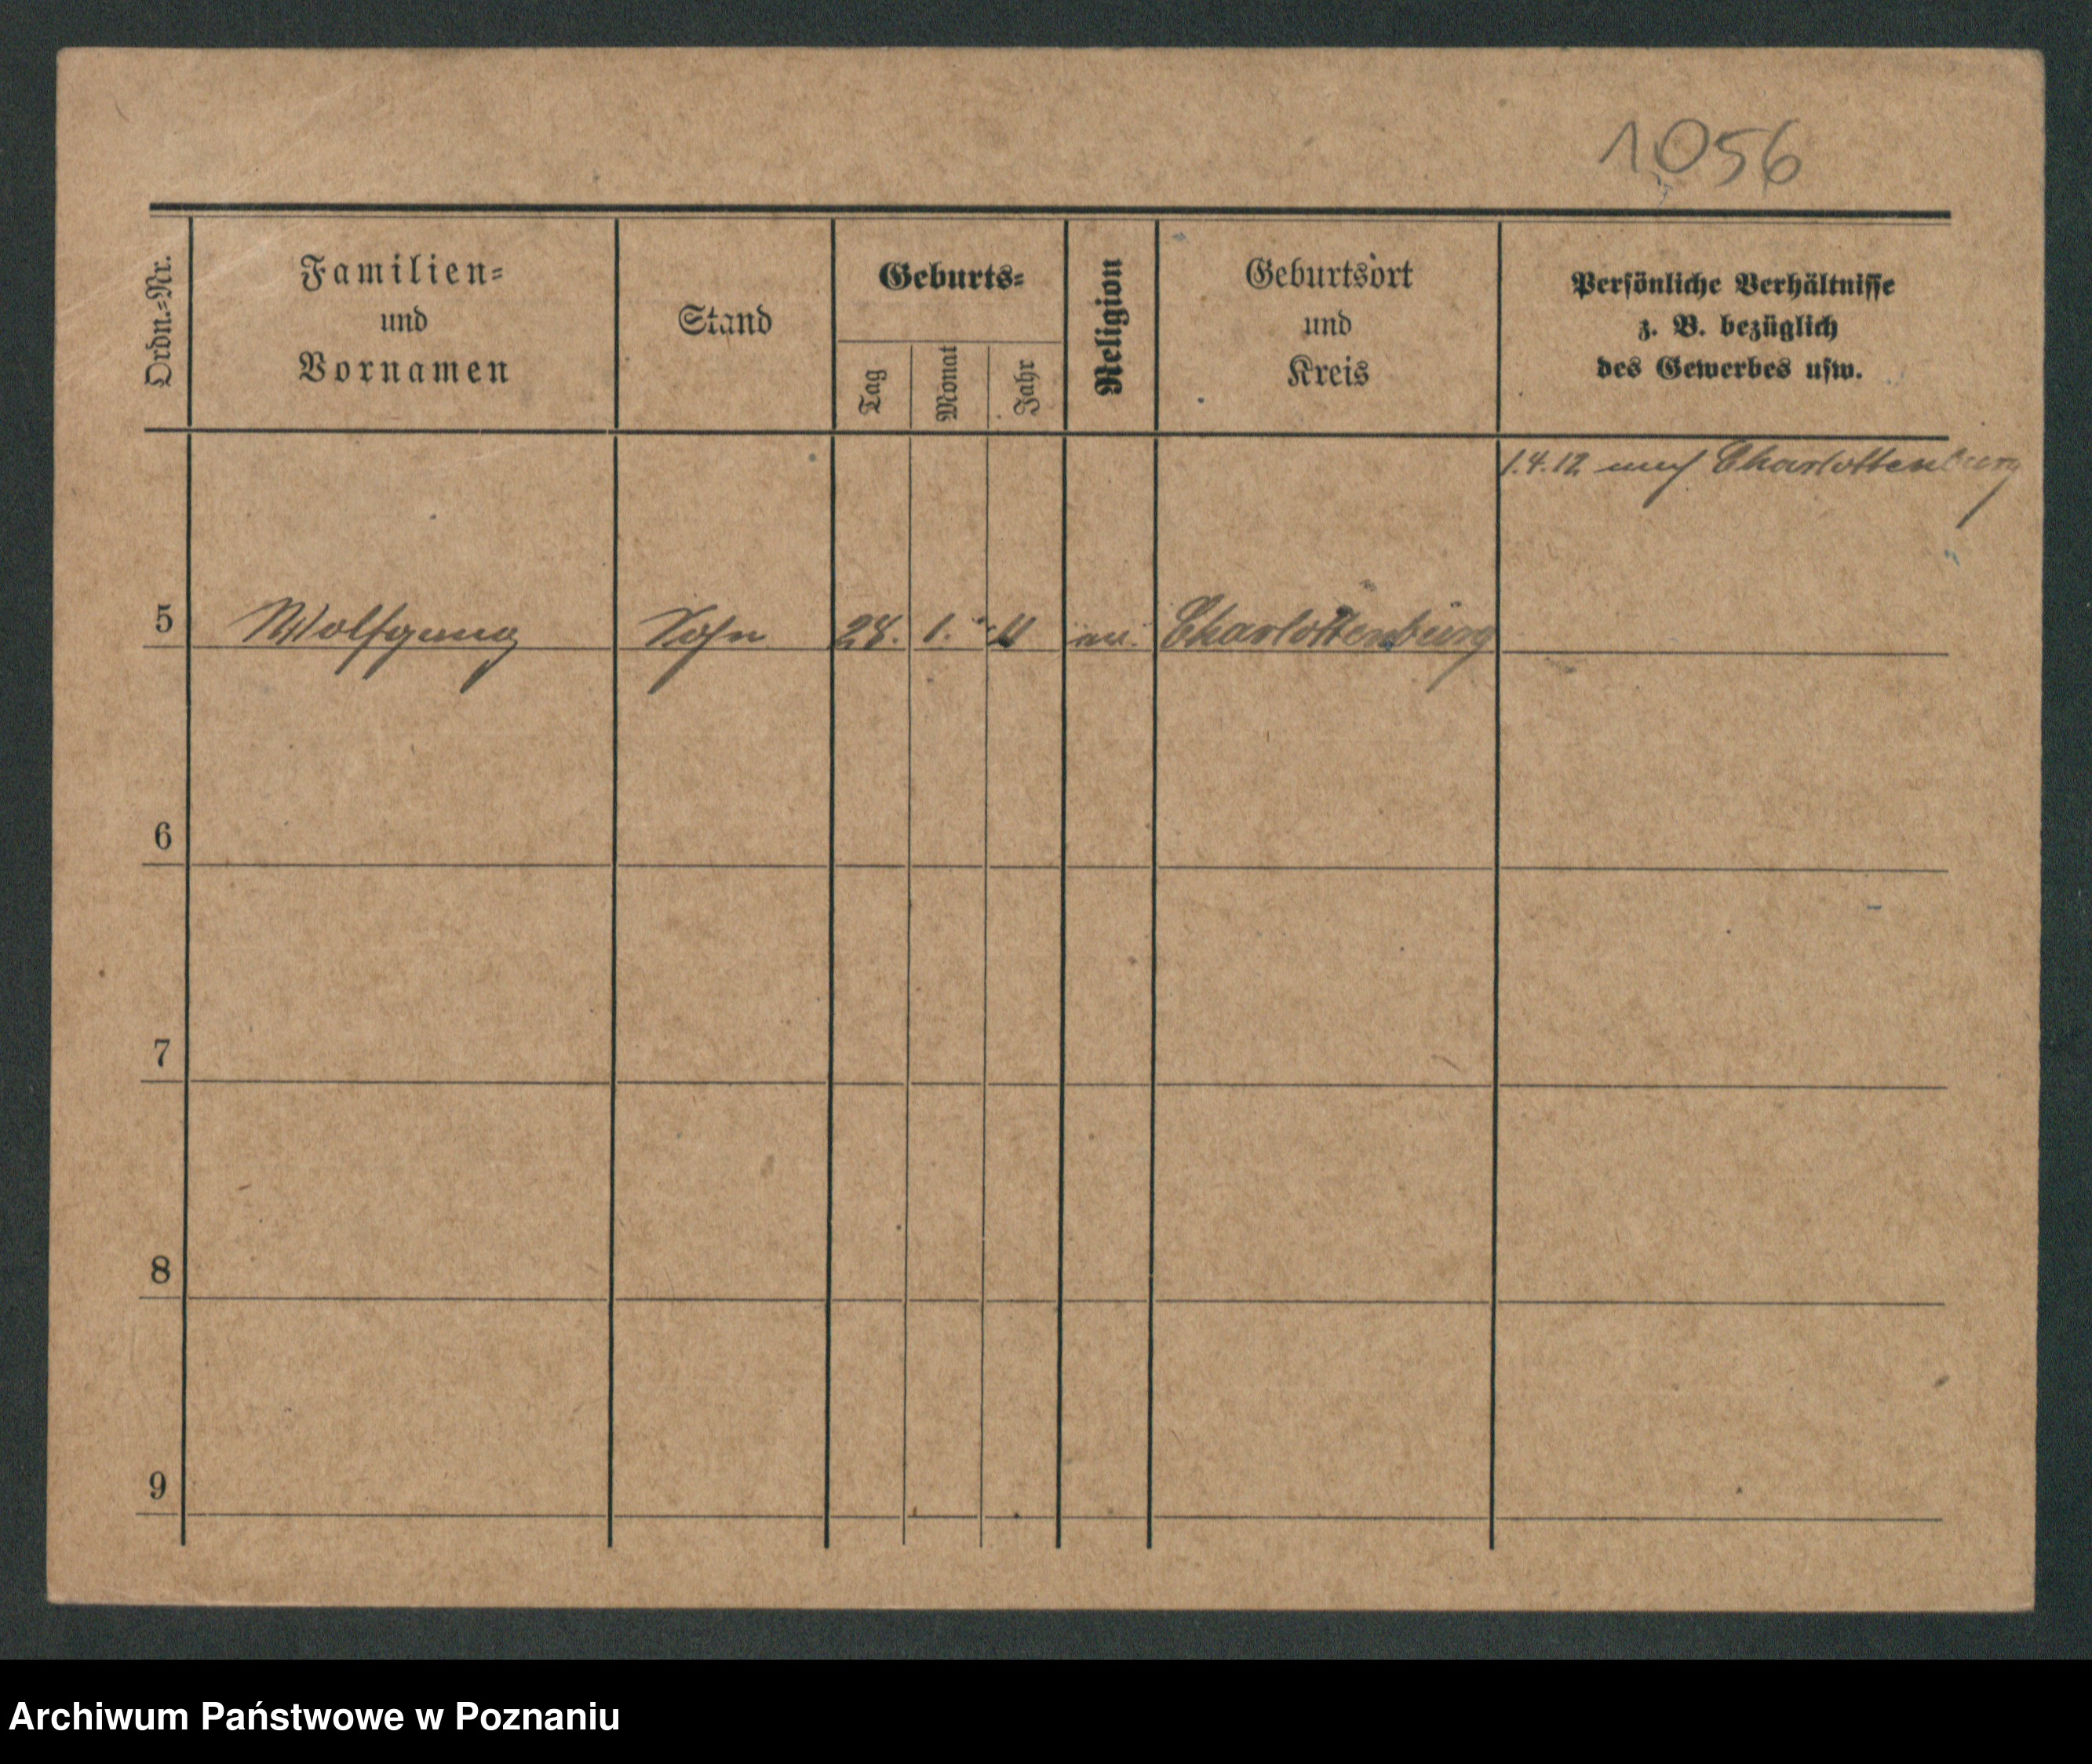 1056
Ordn.=Nr.
Familien=
und
Vornamen
Stand
Geburts=
Tag
Monat
Jahr
Religion
Geburtsort
und
Kreis
Persönliche Verhältnisse
z. B. bezüglich
des Gewerbes usw.
1.4.12 nach Charlottenburg
5 Wolfgang Sohn 28. 1. 11 ev. Charlottenburg
6
7
8
9
Archiwum Państwowe w Poznaniu